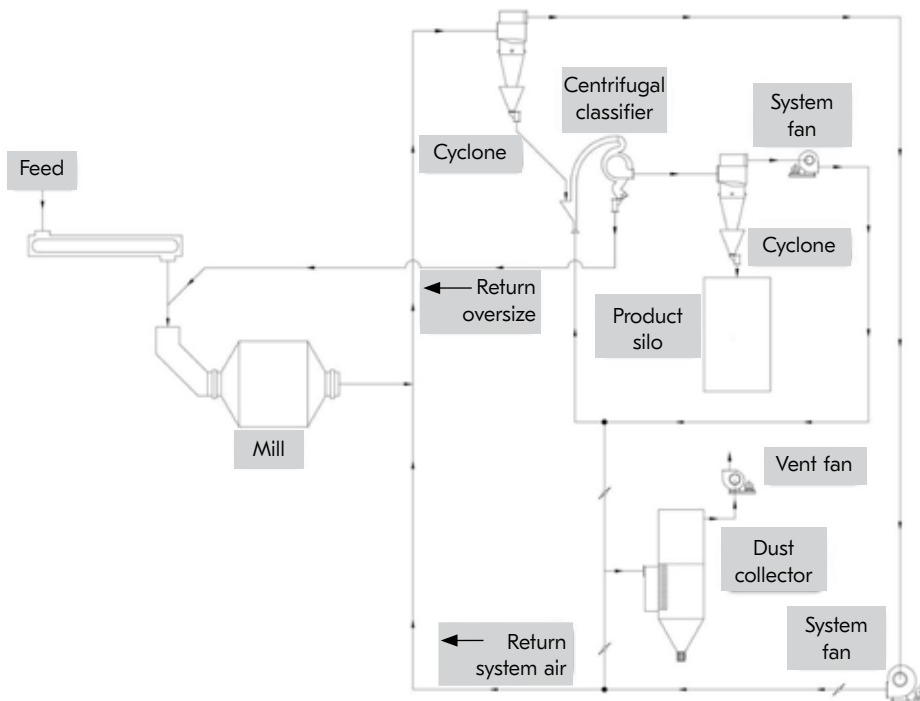 Centrifugal
classifier
System
fan
Cyclone
Feed
Cyclone
Return
oversize
Product
silo
Mill
Vent fan
Dust
collector
Return
system air
System
fan